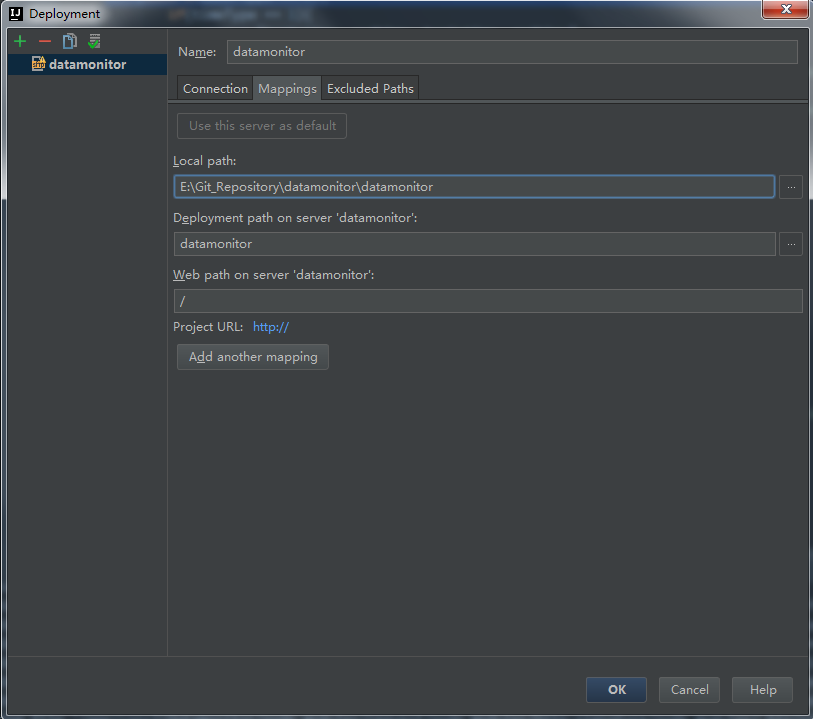 Deployment
datamonitor
Name: datamonitor
Connection Mappings Excluded Paths
Use this server as default
Local path:
E:\Git_Repository\datamonitor\datamonitor
...
Deployment path on server 'datamonitor':
datamonitor
...
Web path on server 'datamonitor':
/
Project URL: http://
Add another mapping
OK Cancel Help